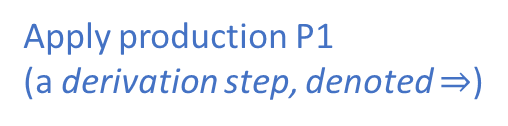 Apply production P1
(a derivation step, denoted ⇒)